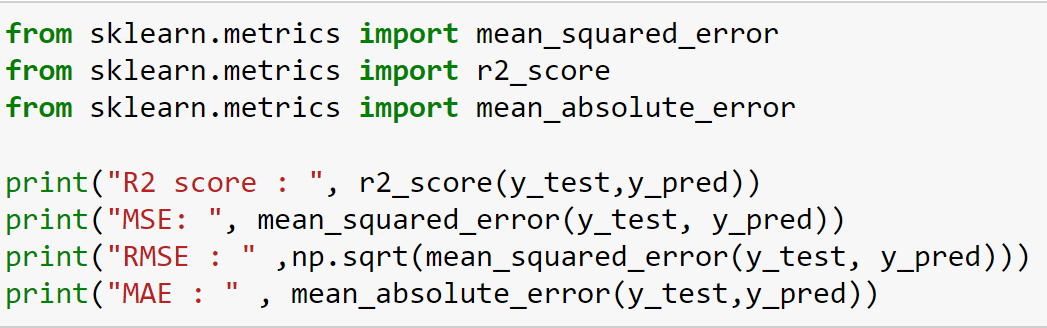 from sklearn.metrics import mean_squared_error
from sklearn.metrics import r2_score
from sklearn.metrics import mean_absolute_error
print("R2 score : ", r2_score(y_test,y_pred))
print("MSE: ", mean_squared_error(y_test, y_pred))
print("RMSE : " ,np.sqrt(mean_squared_error(y_test, y_pred)))
print("MAE : " , mean_absolute_error(y_test,y_pred))